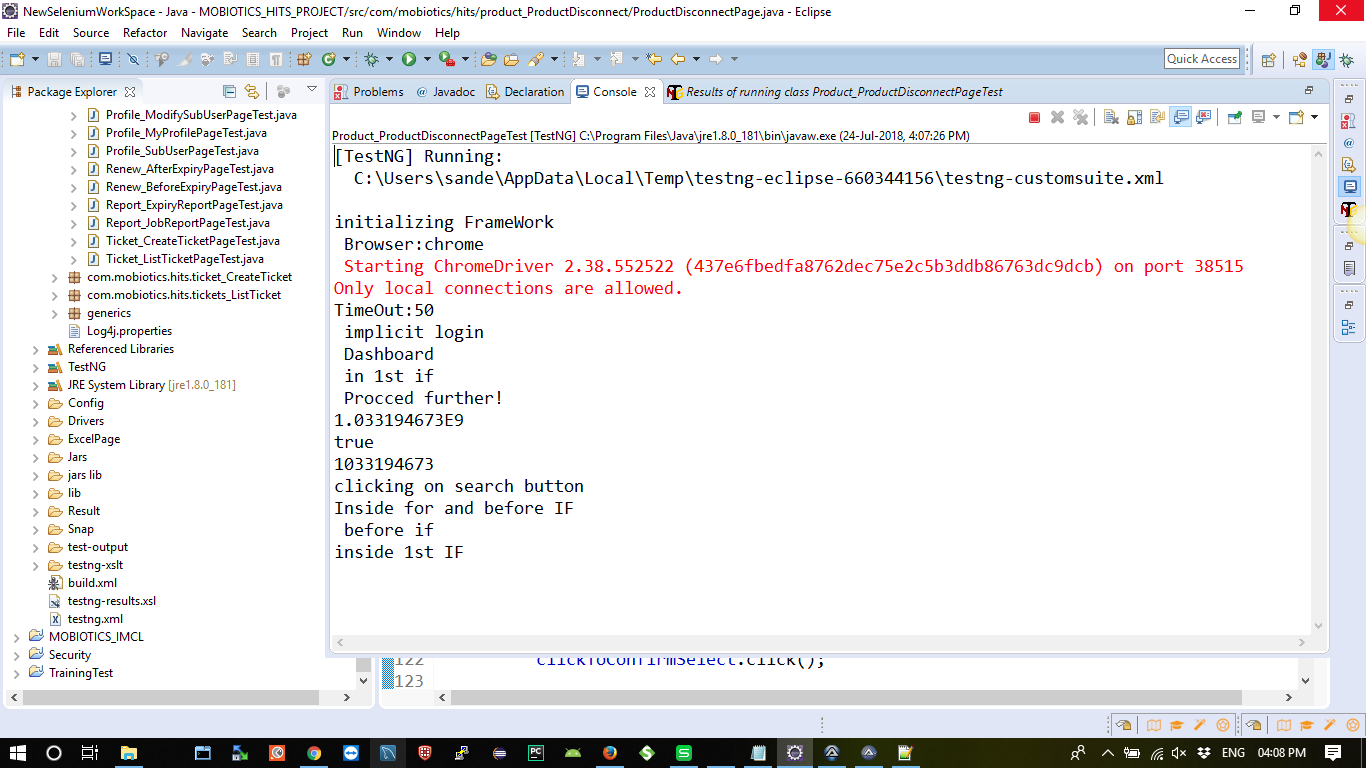 NewSeleniumWorkSpace - Java - MOBIOTICS_HITS_PROJECT/src/com/mobiotics/hits/product_ProductDisconnect/ProductDisconnectPage.java - Eclipse
File Edit Source Refactor Navigate Search Project Run Window Help
Quick Access
Package Explorer
Problems @ Javadoc Declaration Console Results of running class Product_ProductDisconnectPageTest
Profile_ModifySubUserPageTest.java
Profile_MyProfilePageTest.java
Profile_SubUserPageTest.java
Renew_AfterExpiryPageTest.java
Renew_BeforeExpiryPageTest.java
Report_ExpiryReportPageTest.java
Report_JobReportPageTest.java
Ticket_CreateTicketPageTest.java
Ticket_ListTicketPageTest.java
com.mobiotics.hits.ticket_CreateTicket
com.mobiotics.hits.tickets_ListTicket
generics
Log4j.properties
Referenced Libraries
TestNG
JRE System Library [jre1.8.0_181]
Config
Drivers
ExcelPage
Jars
jars lib
lib
Result
Snap
test-output
testng-xslt
build.xml
testng-results.xsl
testng.xml
MOBIOTICS_IMCL
Security
TrainingTest
Product_ProductDisconnectPageTest [TestNG] C:\Program Files\Java\jre1.8.0_181\bin\javaw.exe (24-Jul-2018, 4:07:26 PM)
[TestNG] Running:
C:\Users\sande\AppData\Local\Temp\testng-eclipse-660344156\testng-customsuite.xml
initializing FrameWork
Browser:chrome
Starting ChromeDriver 2.38.552522 (437e6fbedfa8762dec75e2c5b3ddb86763dc9dcb) on port 38515
Only local connections are allowed.
TimeOut:50
implicit login
Dashboard
in 1st if
Procced further!
1.033194673E9
true
1033194673
clicking on search button
Inside for and before IF
before if
inside 1st IF
122 clickToConfirmSelect.click();
123
ENG 04:08 PM